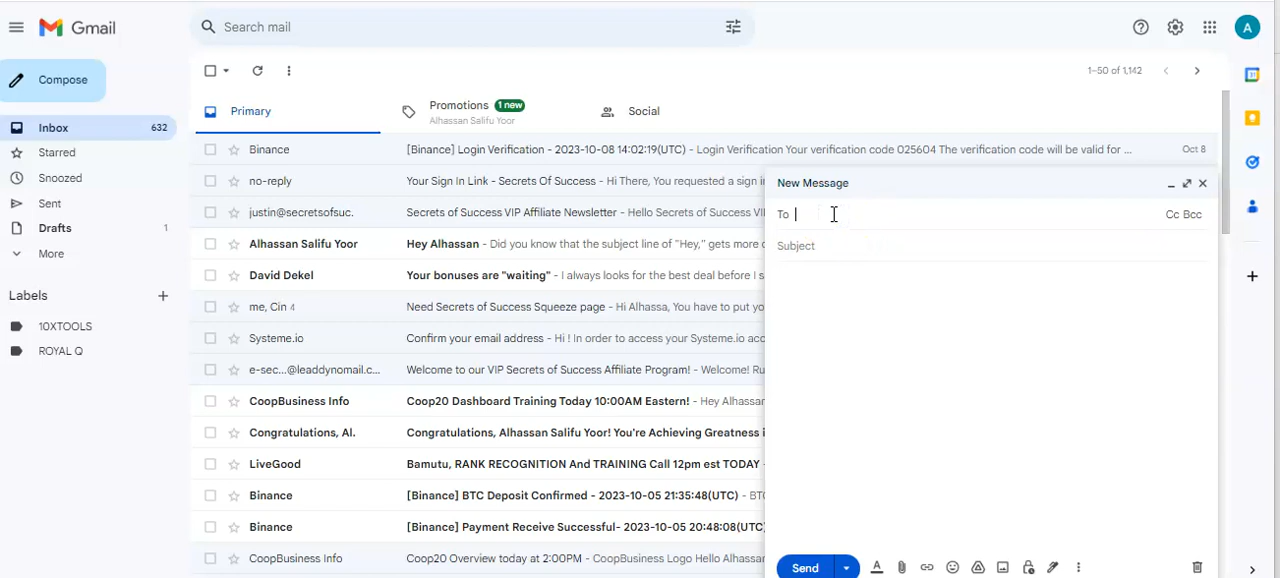 Gmail
Search mail
A
Compose
1–50 of 1,142
Inbox 632
Starred
Snoozed
Sent
Drafts 1
More
Labels
10XTOOLS
ROYAL Q
Primary
Promotions 1 new
Alhassan Salifu Yoor
Social
Binance [Binance] Login Verification - 2023-10-08 14:02:19(UTC) - Login Verification Your verification code 025604 The verification code will be valid for ... Oct 8
no-reply Your Sign In Link - Secrets Of Success - Hi There, You requested a sign i
justin@secretsofsuc. Secrets of Success VIP Affiliate Newsletter - Hello Secrets of Success V
Alhassan Salifu Yoor Hey Alhassan - Did you know that the subject line of "Hey," gets more
David Dekel Your bonuses are "waiting" - I always looks for the best deal before I s
me, Cin 4 Need Secrets of Success Squeeze page - Hi Alhassa, You have to put yo
Systeme.io Confirm your email address - Hi ! In order to access your Systeme.io acc
e-sec...@leaddynomail.c... Welcome to our VIP Secrets of Success Affiliate Program! - Welcome! Ru
CoopBusiness Info Coop20 Dashboard Training Today 10:00AM Eastern! - Hey Alhassar
Congratulations, Al. Congratulations, Alhassan Salifu Yoor! You're Achieving Greatness i
LiveGood Bamutu, RANK RECOGNITION And TRAINING Call 12pm est TODAY -
Binance [Binance] BTC Deposit Confirmed - 2023-10-05 21:35:48(UTC) - BT
Binance [Binance] Payment Receive Successful- 2023-10-05 20:48:08(UTC)
CoopBusiness Info Coop20 Overview today at 2:00PM - CoopBusiness Logo Hello Alhassan
New Message
To Cc Bcc
Subject
Send